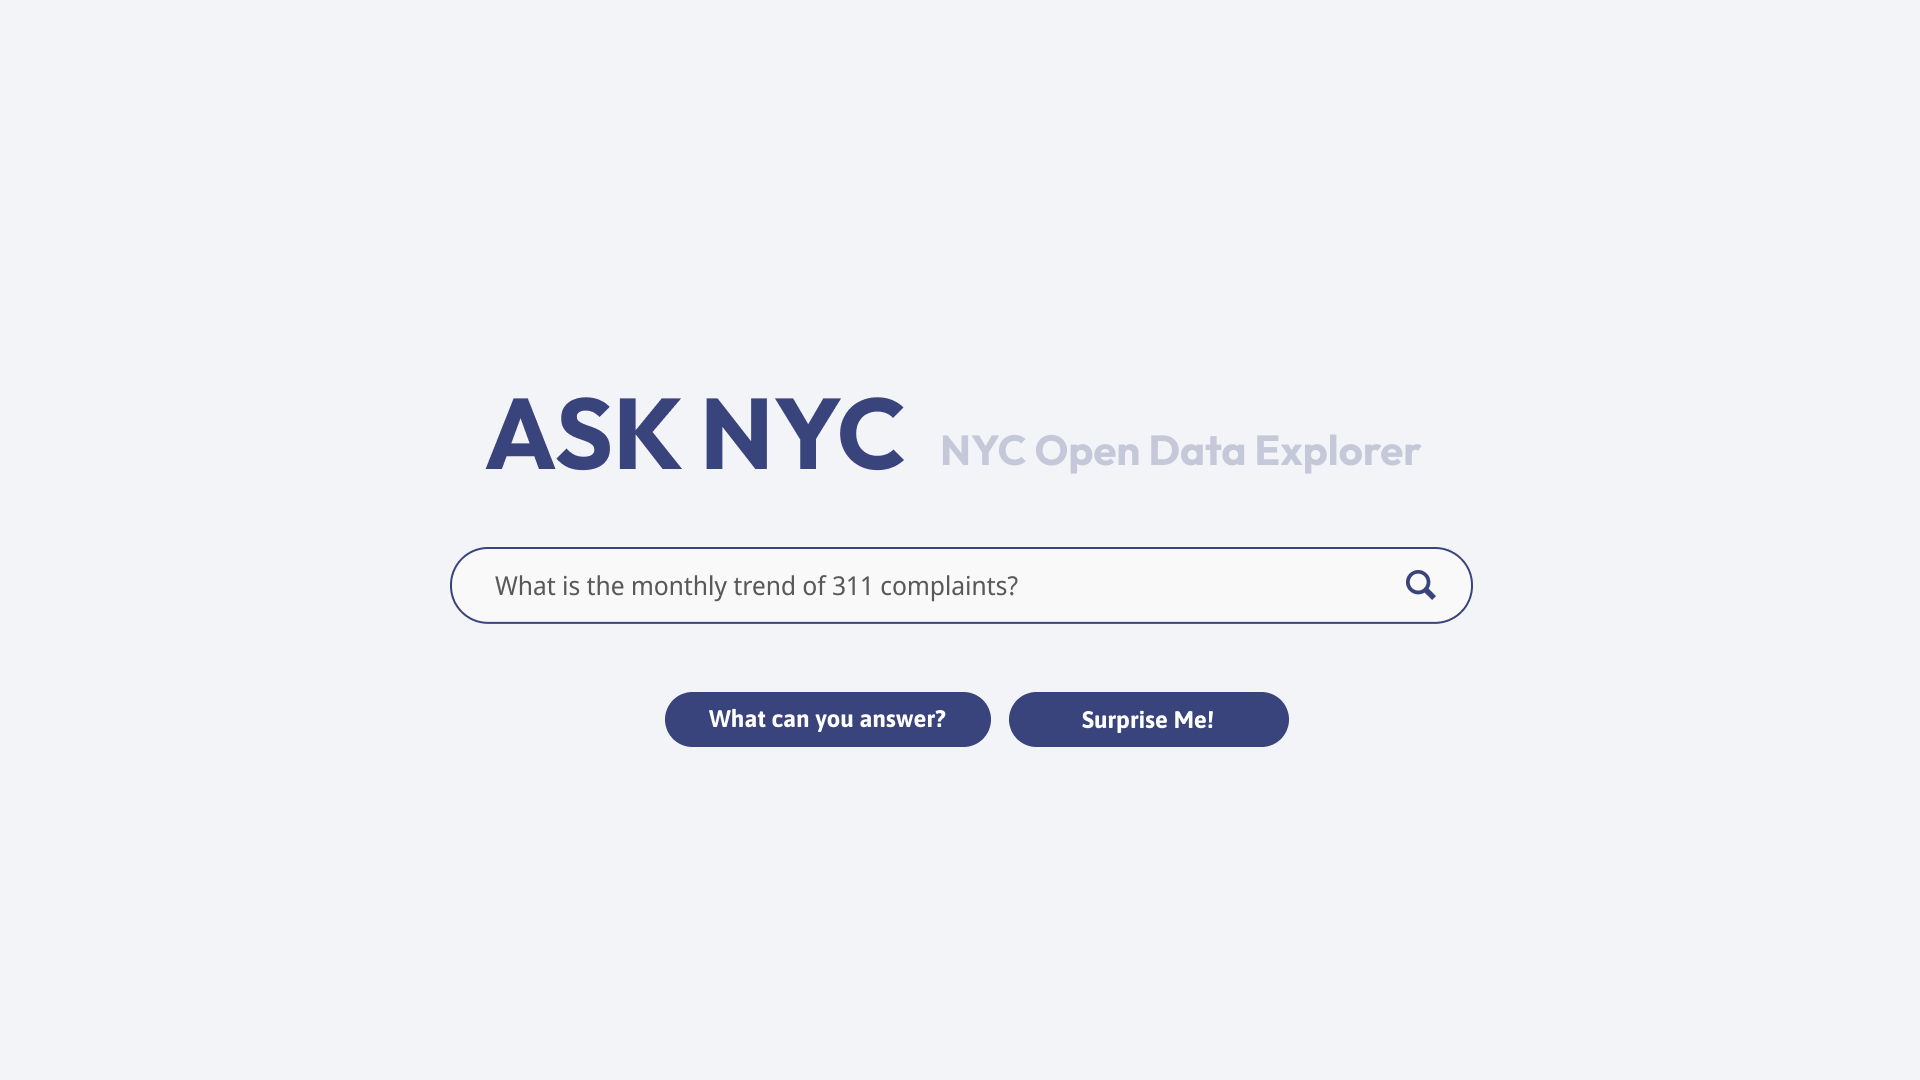 ASK NYC NYC Open Data Explorer
What is the monthly trend of 311 complaints?
What can you answer? Surprise Me!